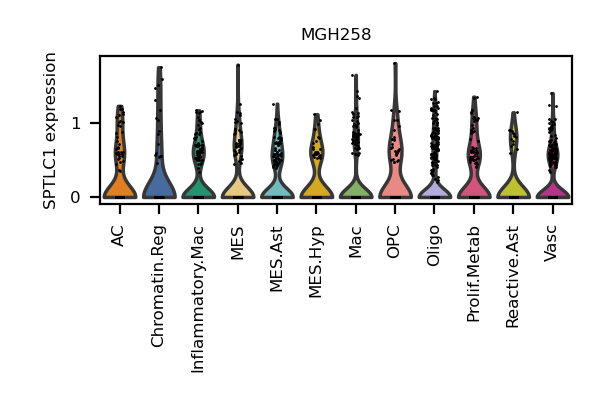 MGH258
SPTLC1 expression
1
0
AC
Chromatin.Reg
Inflammatory.Mac
MES
MES.Ast
MES.Hyp
Mac
OPC
Oligo
Prolif.Metab
Reactive.Ast
Vasc